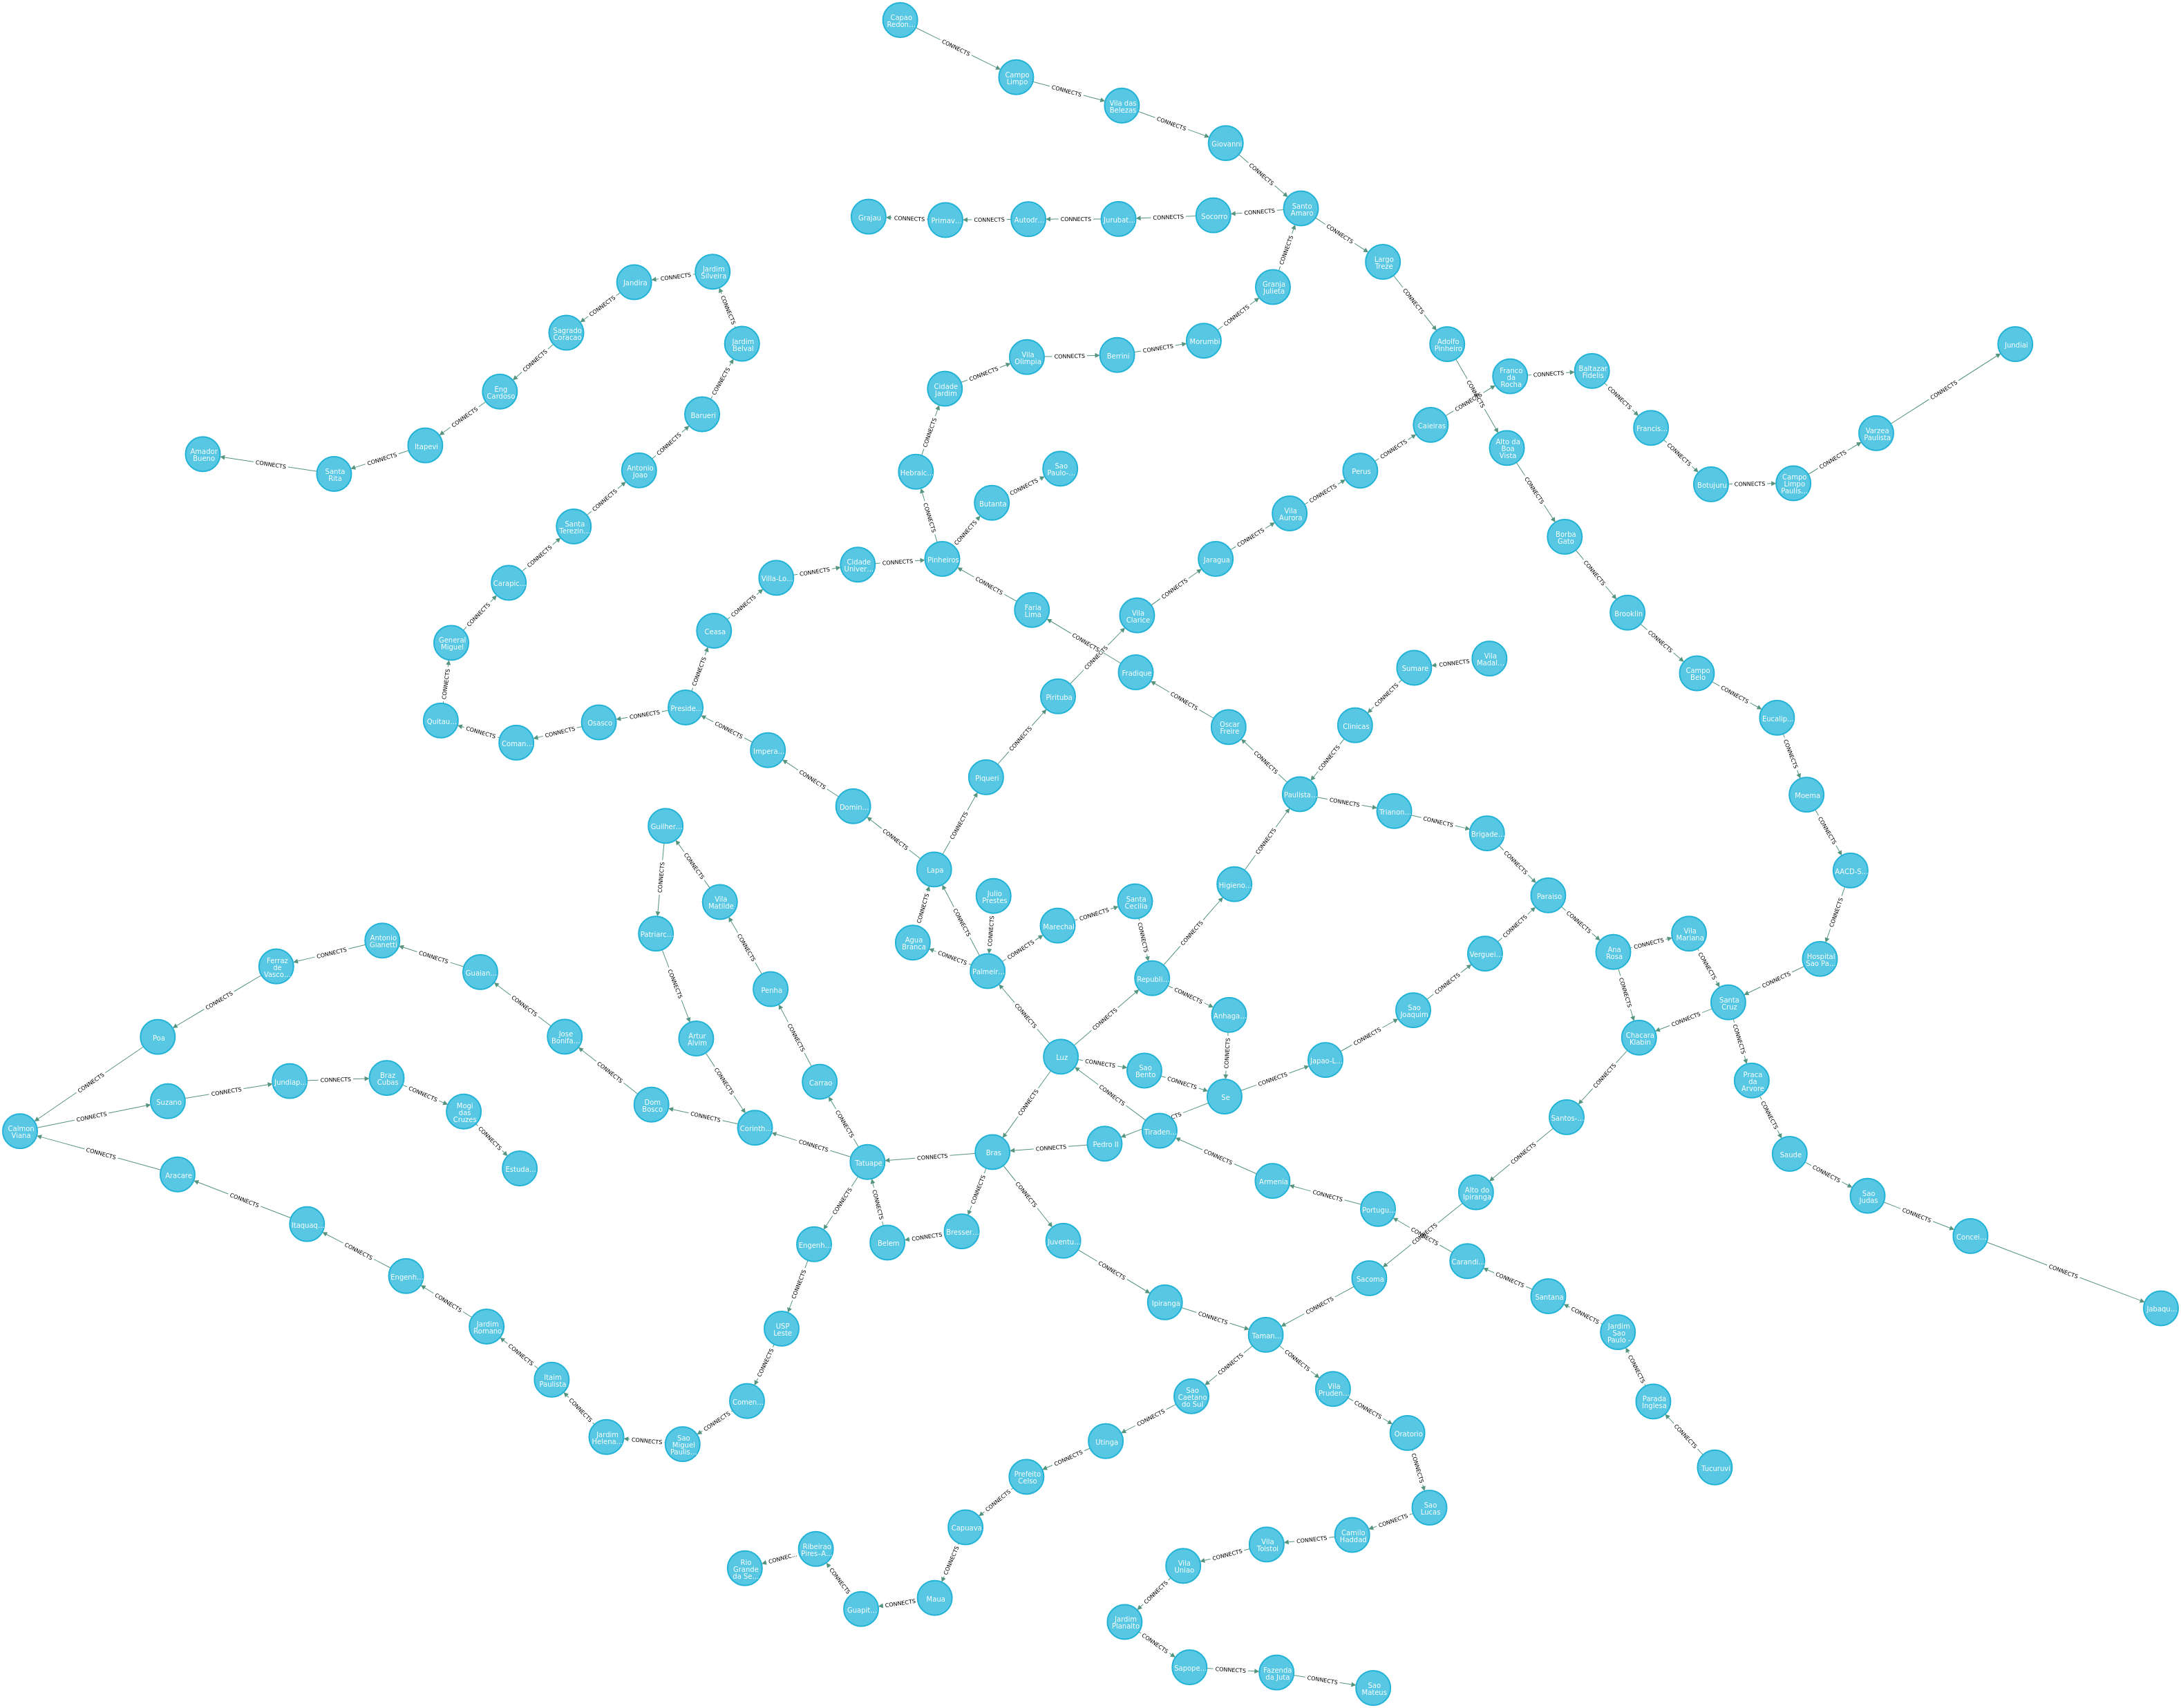 Capao
Redon...
CONNECTS
Campo
Limpo
CONNECTS
Vila das
Belezas
CONNECTS
Giovanni
CONNECTS
Santo
Amaro
CONNECTS
Socorro
CONNECTS
Jurubat...
CONNECTS
Autodr...
CONNECTS
Primav...
CONNECTS
Grajau
CONNECTS
Largo
Treze
CONNECTS
Granja
Julieta
CONNECTS
Morumbi
CONNECTS
Berrini
CONNECTS
Vila
Olimpia
CONNECTS
Cidade
Jardim
CONNECTS
Hebraic...
CONNECTS
Jardim
Silveira
CONNECTS
Jandira
CONNECTS
Sagrado
Coracao
CONNECTS
Eng
Cardoso
CONNECTS
Itapevi
CONNECTS
Santa
Rita
CONNECTS
Amador
Bueno
CONNECTS
Jardim
Belval
CONNECTS
Barueri
CONNECTS
Antonio
Joao
CONNECTS
Santa
Terezin...
CONNECTS
Carapic...
CONNECTS
General
Miguel
CONNECTS
Quitau...
CONNECTS
Coman...
CONNECTS
Osasco
CONNECTS
Preside...
CONNECTS
Ceasa
CONNECTS
Villa-Lo...
CONNECTS
Cidade
Univer...
CONNECTS
Pinheiros
CONNECTS
Butanta
CONNECTS
Sao
Paulo-...
Adolfo
Pinheiro
CONNECTS
Alto da
Boa
Vista
CONNECTS
Borba
Gato
CONNECTS
Brooklin
CONNECTS
Campo
Belo
CONNECTS
Eucalip...
CONNECTS
Moema
CONNECTS
AACD-S...
CONNECTS
Hospital
Sao Pa...
CONNECTS
Franco
da
Rocha
CONNECTS
Baltazar
Fidelis
CONNECTS
Francis...
CONNECTS
Botujuru
CONNECTS
Campo
Limpo
Paulis...
CONNECTS
Varzea
Paulista
CONNECTS
Jundiai
Caieiras
CONNECTS
Perus
CONNECTS
Vila
Aurora
CONNECTS
Jaragua
CONNECTS
Vila
Clarice
CONNECTS
Pirituba
CONNECTS
Piqueri
CONNECTS
Faria
Lima
CONNECTS
Fradique
CONNECTS
Oscar
Freire
CONNECTS
Vila
Madal...
CONNECTS
Sumare
CONNECTS
Clinicas
CONNECTS
Paulista...
CONNECTS
Trianon...
CONNECTS
Brigade...
CONNECTS
Paraiso
CONNECTS
Impera...
CONNECTS
Domin...
CONNECTS
Lapa
CONNECTS
Agua
Branca
CONNECTS
Julio
Prestes
CONNECTS
Palmeir...
CONNECTS
Marechal
CONNECTS
Santa
Cecilia
CONNECTS
Republi...
CONNECTS
Higieno...
CONNECTS
Anhaga...
CONNECTS
Luz
CONNECTS
Sao
Bento
CONNECTS
Se
CONNECTS
Japao-L...
CONNECTS
Sao
Joaquim
CONNECTS
Verguei...
CONNECTS
Ana
Rosa
CONNECTS
Vila
Mariana
CONNECTS
Santa
Cruz
CONNECTS
Chacara
Klabin
CONNECTS
Praca
da
Arvore
CONNECTS
Saude
CONNECTS
Sao
Judas
CONNECTS
Concei...
CONNECTS
Jabaqu...
Santos-...
CONNECTS
Alto do
Ipiranga
CONNECTS
Sacoma
CONNECTS
Guilher...
CONNECTS
Vila
Matilde
CONNECTS
Patriarc...
CONNECTS
Penha
CONNECTS
Artur
Alvim
CONNECTS
Carrao
CONNECTS
Corinth...
CONNECTS
Dom
Bosco
CONNECTS
Jose
Bonifa...
CONNECTS
Guaian...
CONNECTS
Antonio
Gianetti
CONNECTS
Ferraz
de
Vasco...
CONNECTS
Poa
CONNECTS
Calmon
Viana
CONNECTS
Suzano
CONNECTS
Jundiap...
CONNECTS
Braz
Cubas
CONNECTS
Mogi
das
Cruzes
CONNECTS
Estuda...
Aracare
CONNECTS
Itaquaq...
CONNECTS
Engenh...
CONNECTS
Jardim
Romano
CONNECTS
Itaim
Paulista
CONNECTS
Jardim
Helena...
CONNECTS
Sao
Miguel
Paulis...
CONNECTS
Comen...
CONNECTS
USP
Leste
CONNECTS
Engenh...
CONNECTS
Tatuape
CONNECTS
Belem
CONNECTS
Bresser...
CONNECTS
Bras
CONNECTS
Pedro II
CTS
Tiraden...
CONNECTS
Armenia
CONNECTS
Portugu...
CONNECTS
Carandi...
CONNECTS
Santana
CONNECTS
Jardim
Sao
Paulo -
CONNECTS
Parada
Inglesa
CONNECTS
Tucuruvi
Juventu...
CONNECTS
Ipiranga
CONNECTS
Taman...
CONNECTS
Sao
Caetano
do Sul
CONNECTS
Utinga
CONNECTS
Prefeito
Celso
CONNECTS
Capuava
CONNECTS
Maua
CONNECTS
Guapit...
CONNECTS
Ribeirao
Pires-A...
CONNEC...
Rio
Grande
da Se...
Vila
Pruden...
CONNECTS
Oratorio
CONNECTS
Sao
Lucas
CONNECTS
Camilo
Haddad
CONNECTS
Vila
Tolstoi
CONNECTS
Vila
Uniao
CONNECTS
Jardim
Planalto
CONNECTS
Sapope...
CONNECTS
Fazenda
da Juta
CONNECTS
Sao
Mateus